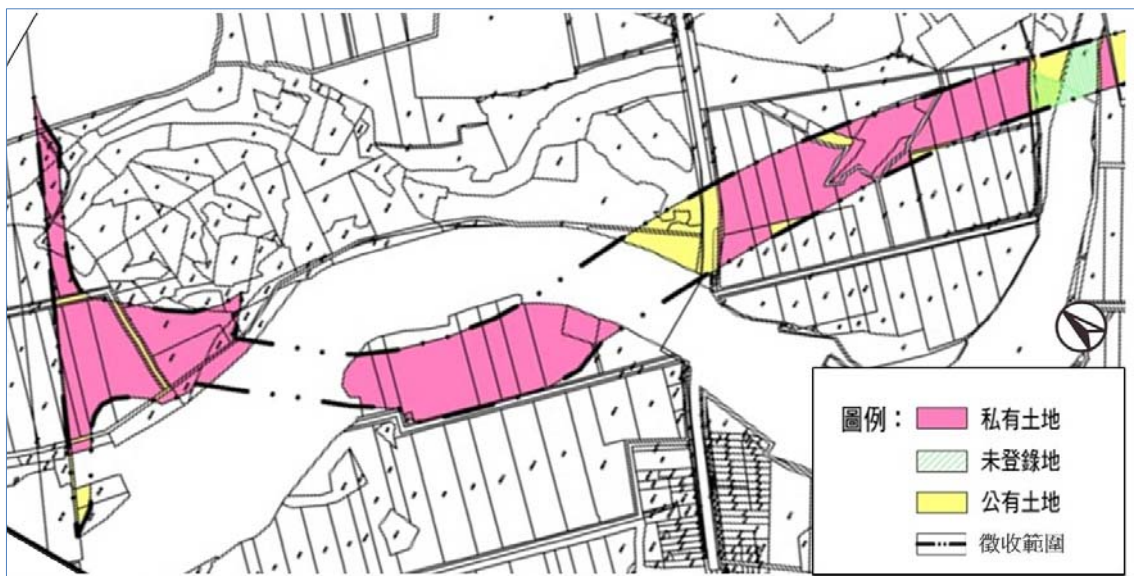 圖例：
私有土地
未登錄地
公有土地
徵收範圍